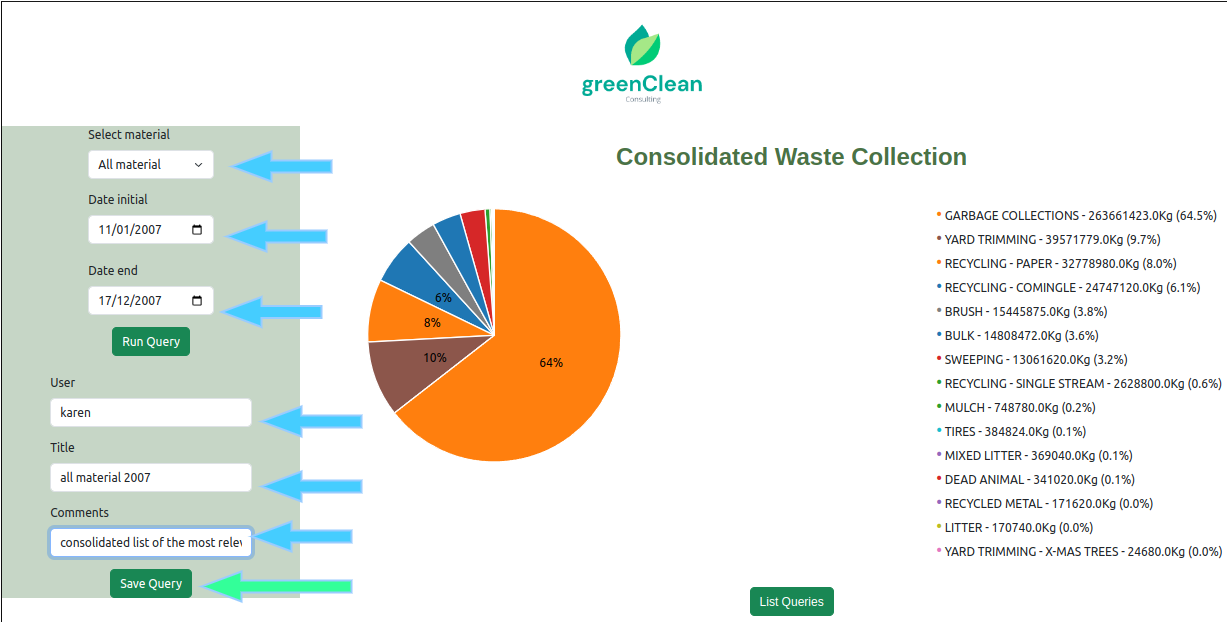 greenClean
Consulting
Select material
All material
Date initial
11/01/2007
Date end
17/12/2007
Run Query
User
karen
Title
all material 2007
Comments
consolidated list of the most relev
Save Query
Consolidated Waste Collection
6%
8%
10%
64%
GARBAGE COLLECTIONS - 263661423.0Kg (64.5%)
YARD TRIMMING - 39571779.0Kg (9.7%)
RECYCLING - PAPER - 32778980.0Kg (8.0%)
RECYCLING - COMINGLE - 24747120.0Kg (6.1%)
BRUSH - 15445875.0Kg (3.8%)
BULK - 14808472.0Kg (3.6%)
SWEEPING - 13061620.0Kg (3.2%)
RECYCLING - SINGLE STREAM - 2628800.0Kg (0.6%)
MULCH - 748780.0Kg (0.2%)
TIRES - 384824.0Kg (0.1%)
MIXED LITTER - 369040.0Kg (0.1%)
DEAD ANIMAL - 341020.0Kg (0.1%)
RECYCLED METAL - 171620.0Kg (0.0%)
LITTER - 170740.0Kg (0.0%)
YARD TRIMMING - X-MAS TREES - 24680.0Kg (0.0%)
List Queries